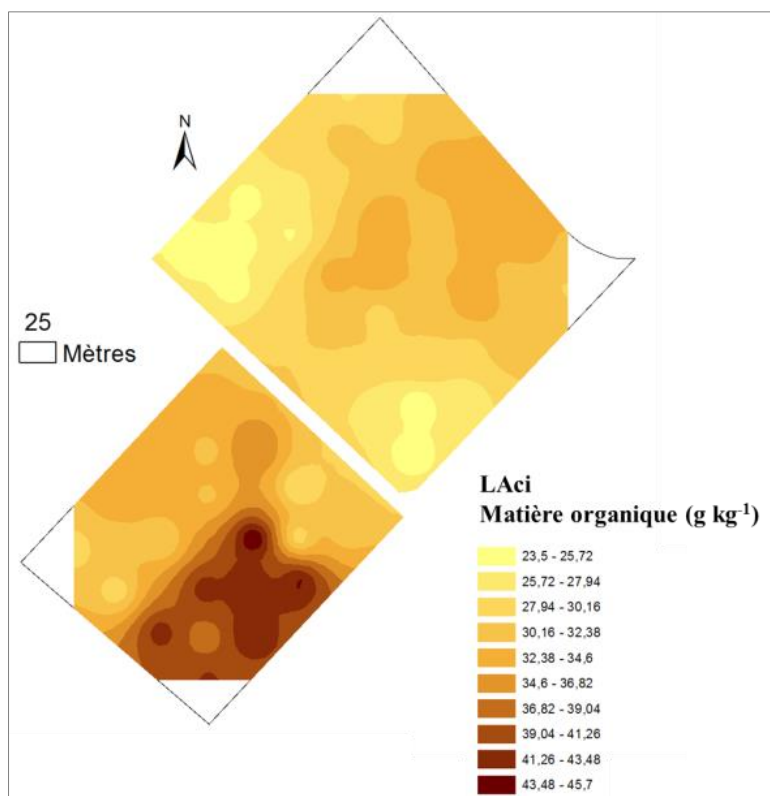 N
25
Mètres
LAci
Matière organique (g kg-1)
23,5 - 25,72
25,72 - 27,94
27,94 - 30,16
30,16 - 32,38
32,38 - 34,6
34,6 - 36,82
36,82 - 39,04
39,04 - 41,26
41,26 - 43,48
43,48 - 45,7